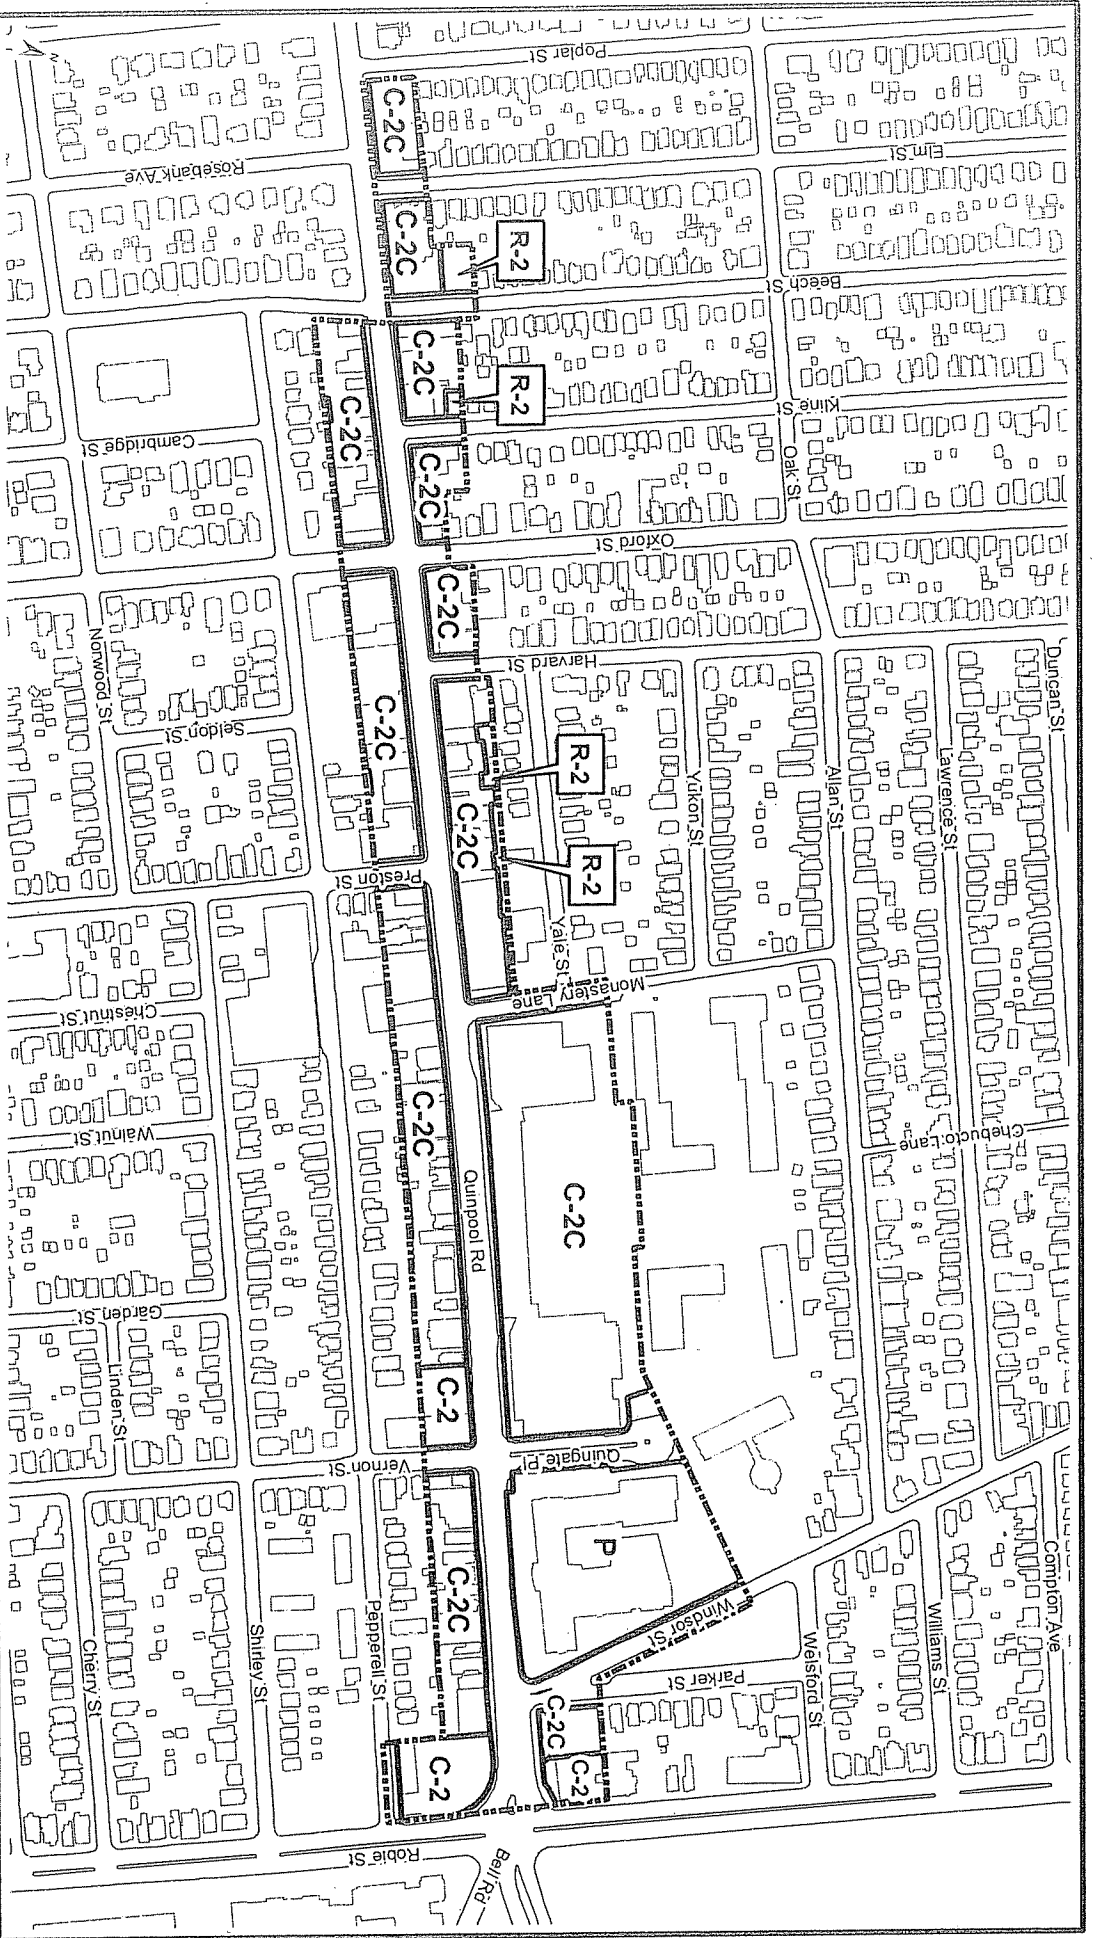 Poplar St
C-2C
Elm St
Rosebank Ave
C-2C
R-2
Beech St
C-2C
R-2
Kline St
C-2C
Cambridge St
C-2C
Oak St
Oxford St
C-2C
Harvard St
Norwood St
Seldon St
C-2C
R-2
Yukon St
Allan St
Lawrence St
Duncan St
C-2C
R-2
Preston St
Yale St
Monastery Lane
C-2C
Chestnut St
C-2C
Walnut St
Chebucto Lane
Quinpool Rd
C-2C
Garden St
Linden St
C-2
Vernon St
Quingate Pl
P
C-2C
Windsor St
Pepperell St
Shirley St
Cherry St
Compton Ave
Williams St
Welsford St
Parker St
C-2C
C-2
C-2
Robie St
Bell Rd
N